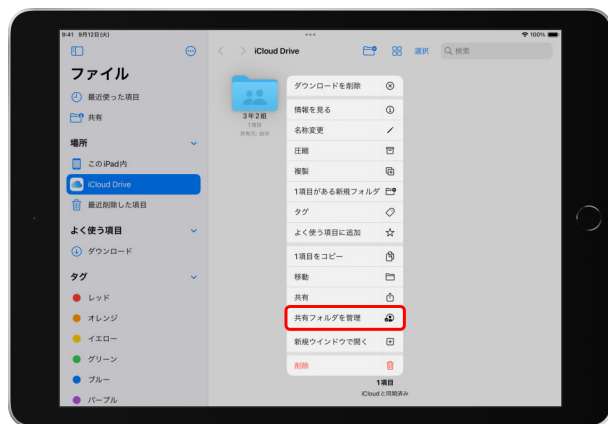 9:41 9月12日(火)
100%
ファイル
最近使った項目
共有
場所
このiPad内
iCloud Drive
最近削除した項目
よく使う項目
ダウンロード
タグ
レッド
オレンジ
イエロー
グリーン
ブルー
パープル
iCloud Drive
選択
検索
3年2組
1項目
共有元: 自分
ダウンロードを削除
情報を見る
名称変更
圧縮
複製
1項目がある新規フォルダ
タグ
よく使う項目に追加
1項目をコピー
移動
共有
共有フォルダを管理
新規ウインドウで開く
削除
1項目
iCloudと同期済み